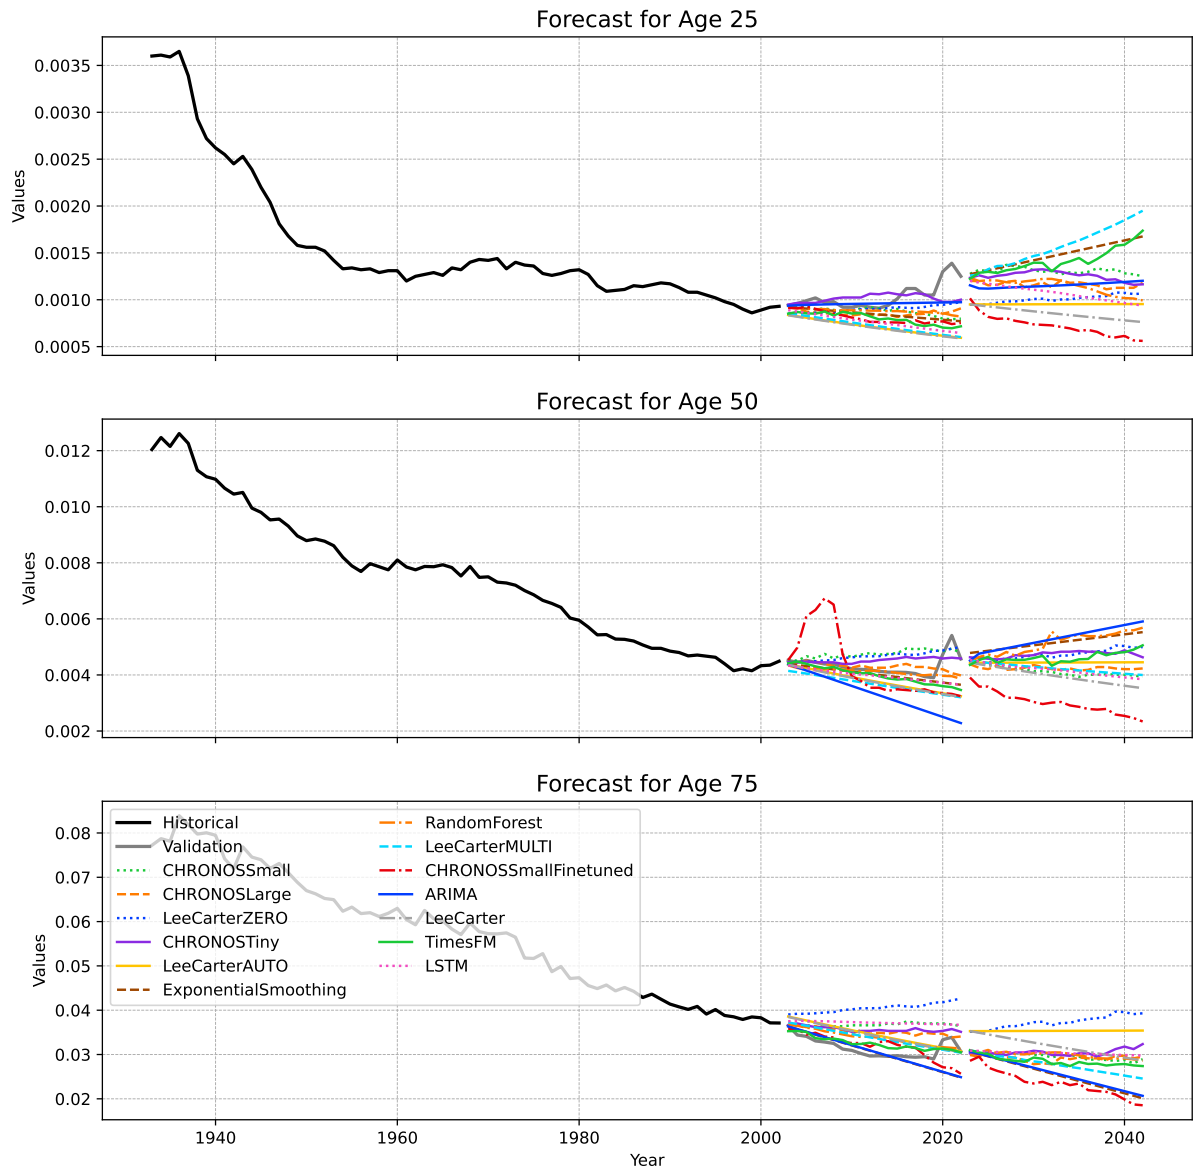 Forecast for Age 25
Values
0.0035
0.0030
0.0025
0.0020
0.0015
0.0010
0.0005
Forecast for Age 50
Values
0.012
0.010
0.008
0.006
0.004
0.002
Forecast for Age 75
Values
0.08
0.07
0.06
0.05
0.04
0.03
0.02
Historical
Validation
CHRONOSSmall
CHRONOSLarge
LeeCarterZERO
CHRONOSTiny
LeeCarterAUTO
ExponentialSmoothing
RandomForest
LeeCarterMULTI
CHRONOSSmallFinetuned
ARIMA
LeeCarter
TimesFM
LSTM
1940 1960 1980 2000 2020 2040
Year